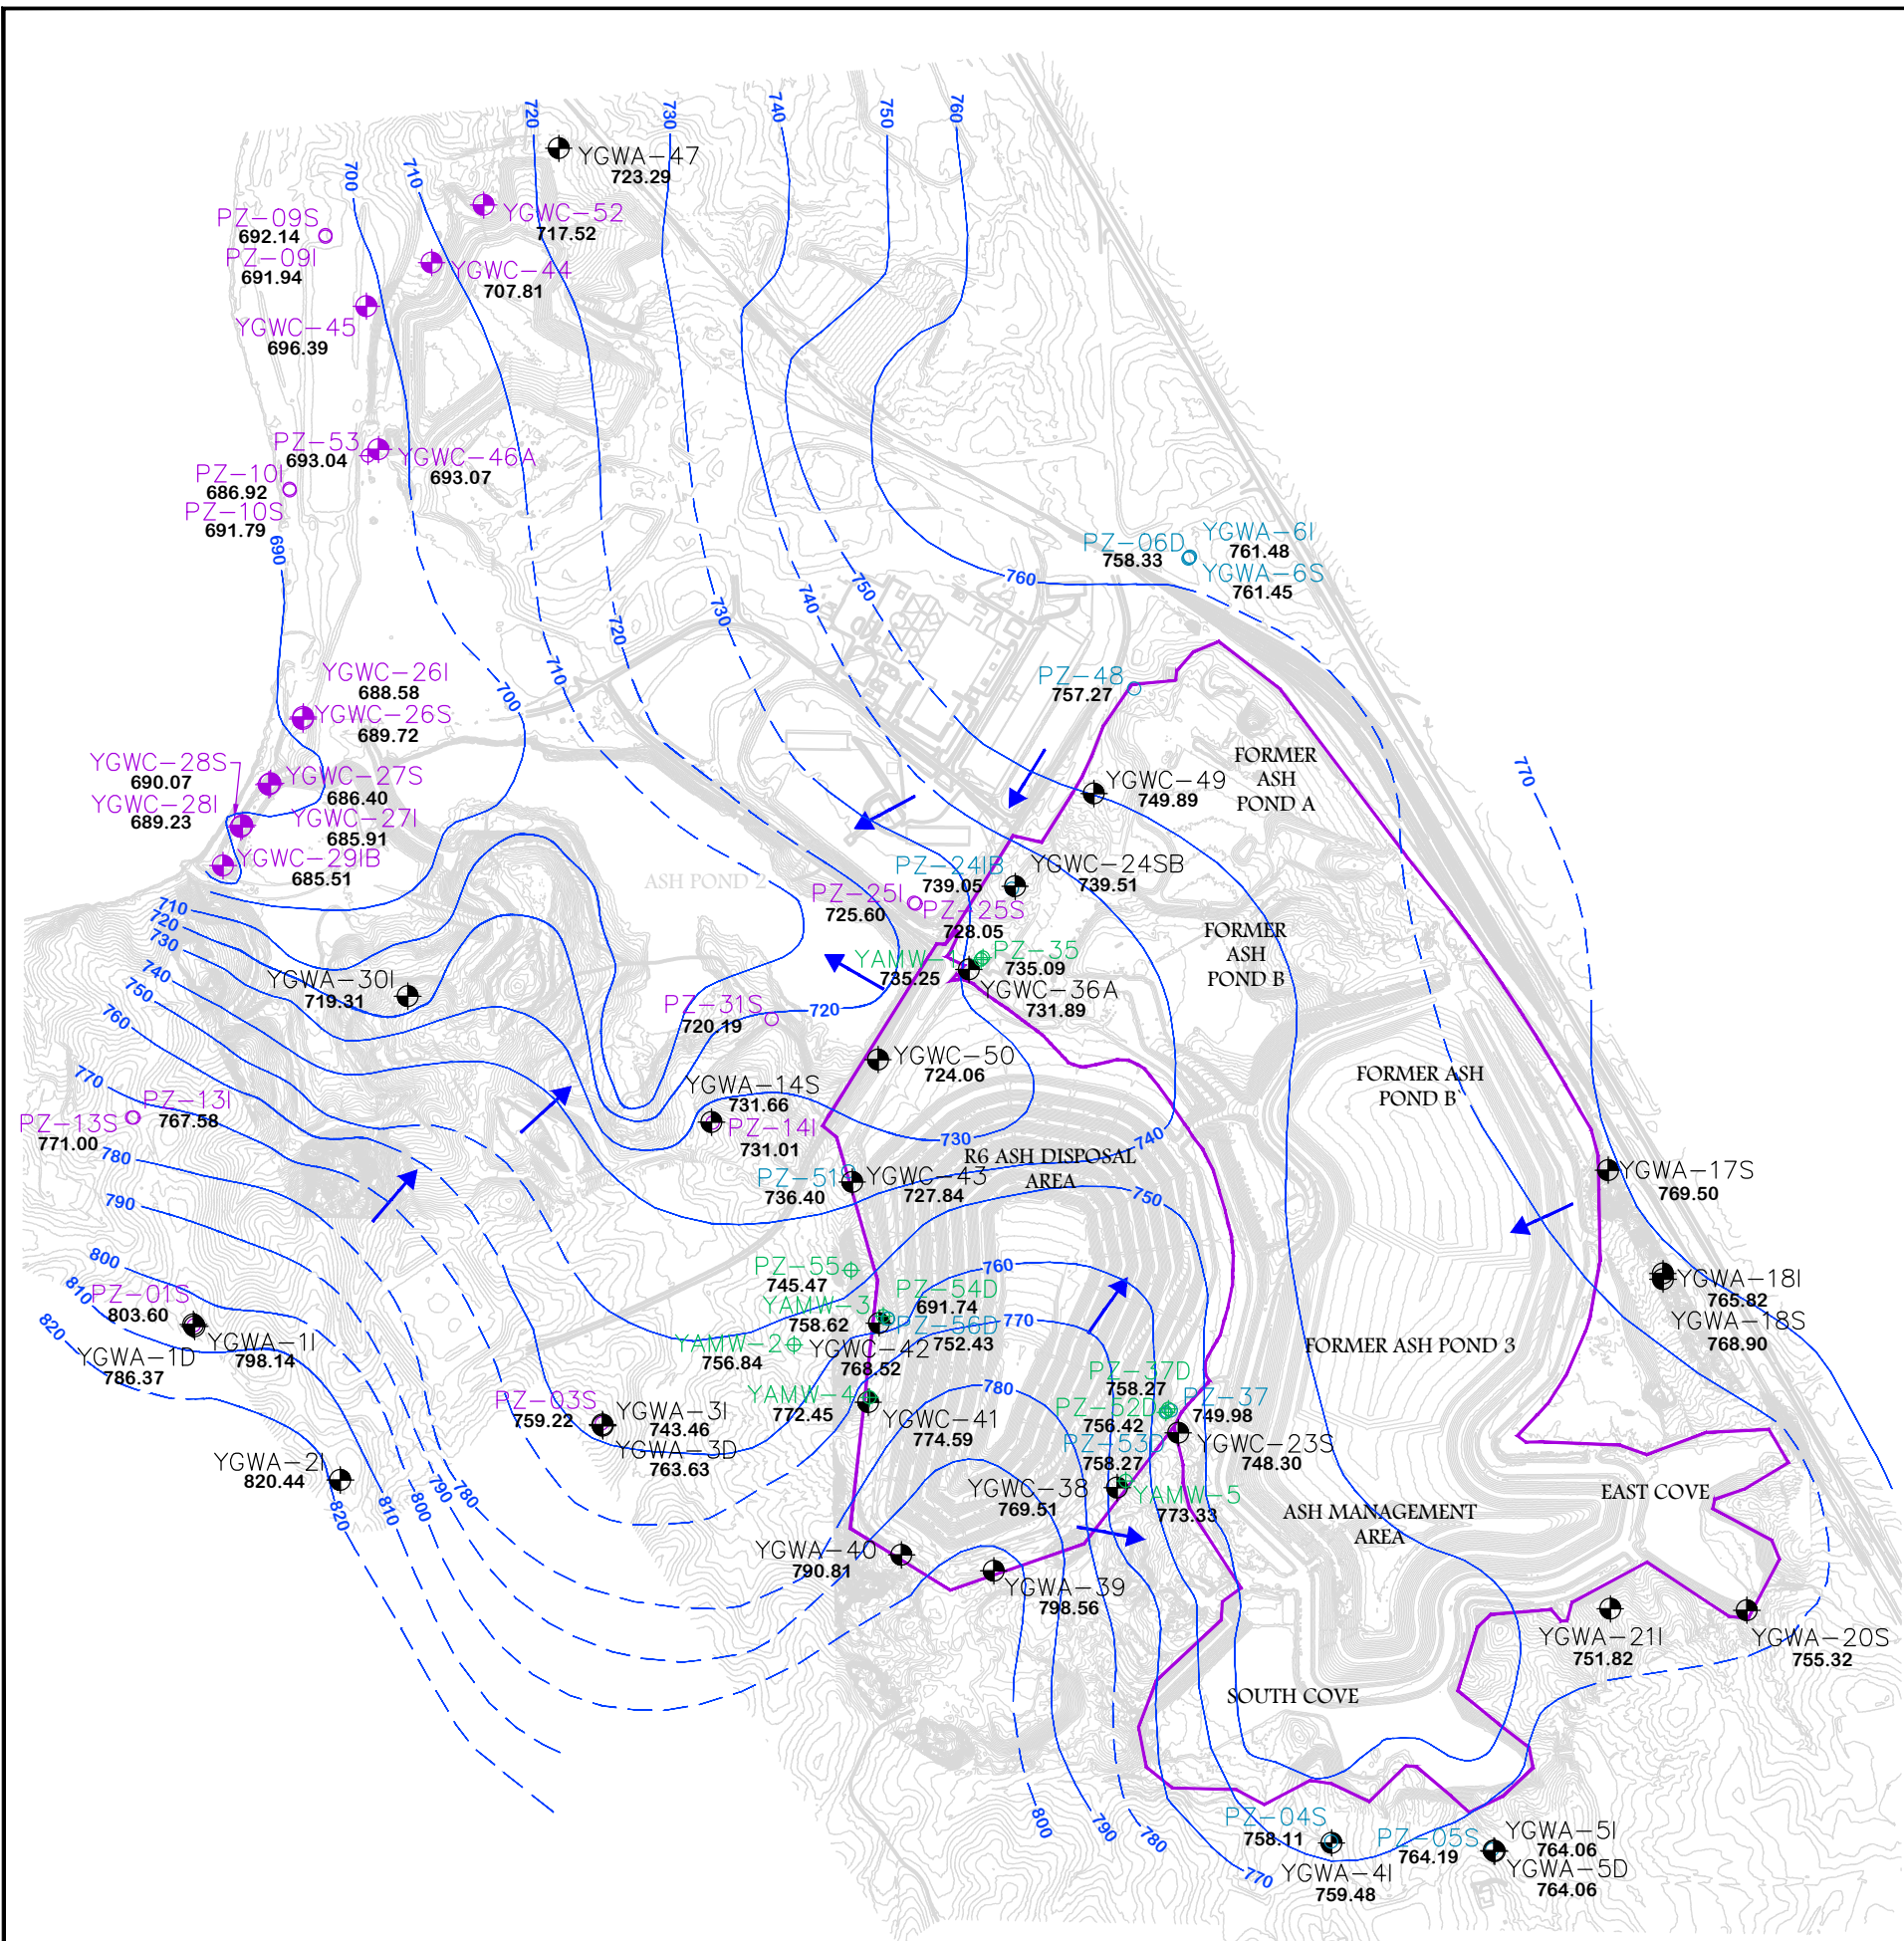 720
730
740
750
760
700
710
YGWA-47
723.29
PZ-09S
692.14
PZ-09I
691.94
YGWC-52
717.52
YGWC-44
707.81
YGWC-45
696.39
PZ-53
693.04
YGWC-46A
693.07
PZ-10I
686.92
PZ-10S
691.79
690
PZ-06D
758.33
YGWA-6I
761.48
YGWA-6S
761.45
760
750
740
730
720
710
700
YGWC-26I
688.58
YGWC-26S
689.72
PZ-48
757.27
YGWC-28S
690.07
YGWC-28I
689.23
YGWC-27S
686.40
YGWC-27I
685.91
YGWC-29IB
685.51
YGWC-49
749.89
FORMER
ASH
POND A
770
ASH POND 2
PZ-24IB
739.05
YGWC-24SB
739.51
PZ-25I
725.60
PZ-25S
728.05
FORMER
ASH
POND B
710
720
730
740
750
760
770
780
790
800
810
820
YGWA-30I
719.31
YAMW-
735.25
PZ-35
735.09
YGWC-36A
731.89
PZ-31S
720.19
720
YGWC-50
724.06
YGWA-14S
731.66
PZ-14I
731.01
PZ-13I
767.58
PZ-13S
771.00
FORMER ASH
POND B'
730
740
R6 ASH DISPOSAL
AREA
PZ-51S
736.40
YGWC-43
727.84
750
YGWA-17S
769.50
PZ-55
745.47
760
PZ-54D
691.74
YAMW-3
758.62
PZ-56D
752.43
770
YAMW-2
756.84
YGWC-42
768.52
YGWA-18I
765.82
YGWA-18S
768.90
PZ-01S
803.60
YGWA-1I
798.14
YGWA-1D
786.37
FORMER ASH POND 3
PZ-03S
759.22
YGWA-3I
743.46
YGWA-3D
763.63
YAMW-4
772.45
YGWC-41
774.59
780
PZ-37D
758.27
PZ-37
749.98
PZ-52D
756.42
PZ-53D
758.27
YGWC-23S
748.30
YGWA-2I
820.44
YGWC-38
769.51
YAMW-5
773.33
820
810
800
790
780
EAST COVE
ASH MANAGEMENT
AREA
YGWA-40
790.81
YGWA-39
798.56
YGWA-21I
751.82
YGWA-20S
755.32
SOUTH COVE
800
790
780
770
PZ-04S
758.11
YGWA-4I
759.48
PZ-05S
764.19
YGWA-5I
764.06
YGWA-5D
764.06